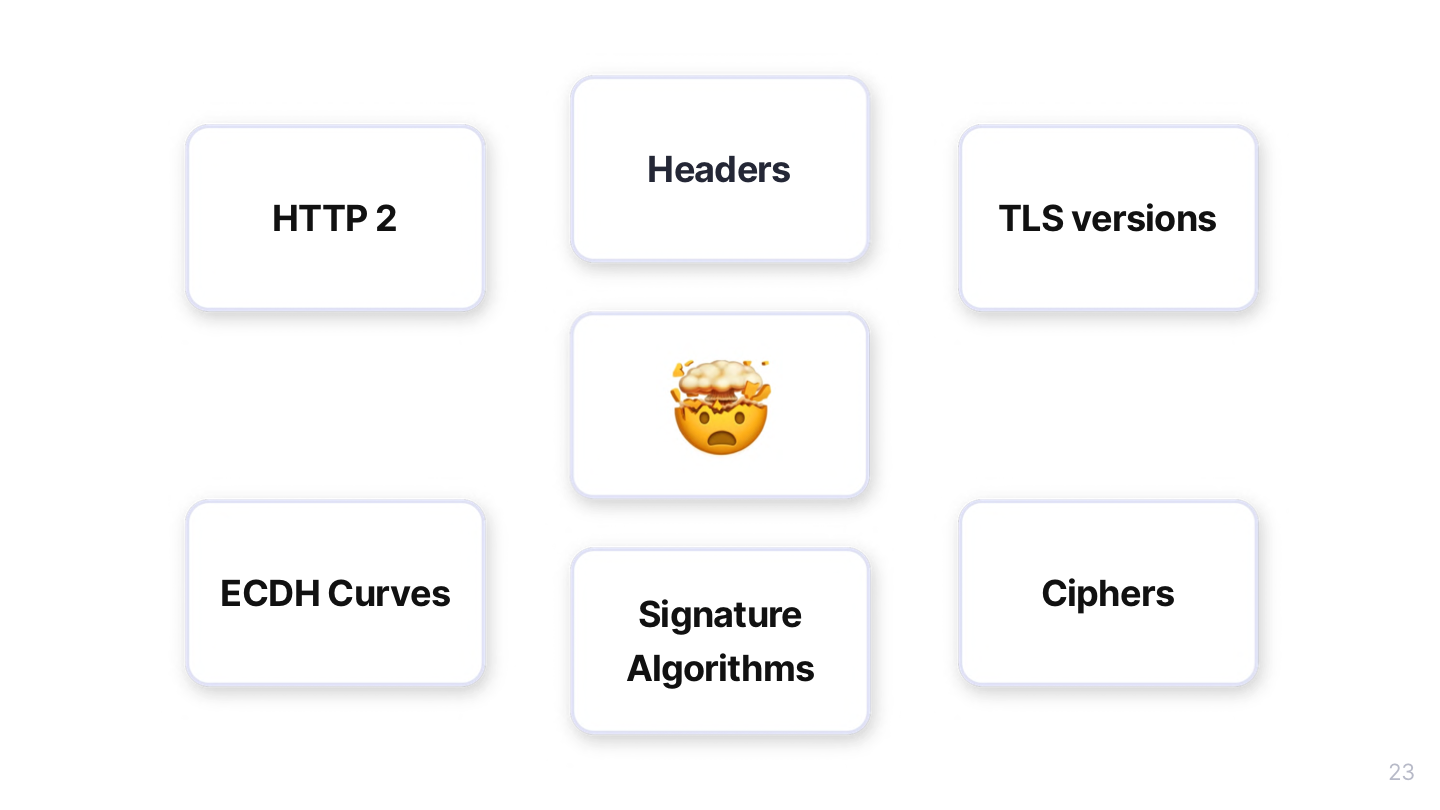 HTTP 2
Headers
TLS versions
ECDH Curves
Signature
Algorithms
Ciphers
23